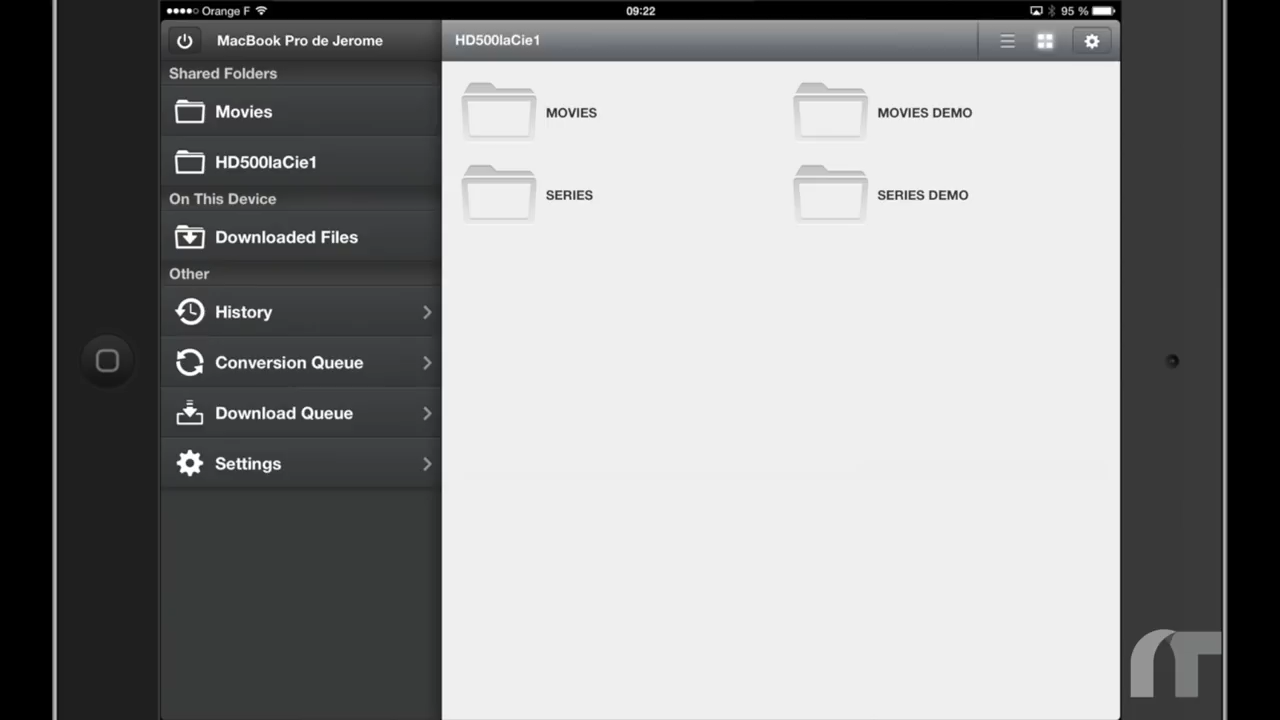 Orange F 09:22 95 %
MacBook Pro de Jerome
HD500laCie1
Shared Folders
Movies
HD500laCie1
On This Device
Downloaded Files
Other
History
Conversion Queue
Download Queue
Settings
MOVIES
MOVIES DEMO
SERIES
SERIES DEMO